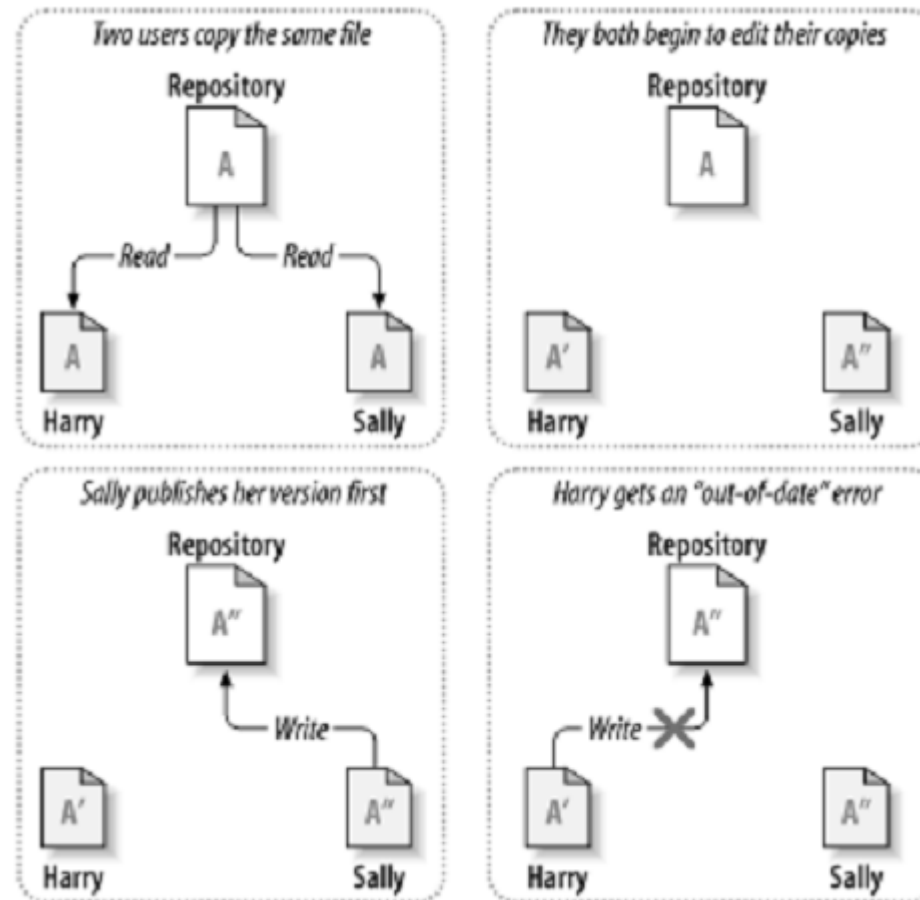 Two users copy the same file
Repository
A
Read
Read
A
A
Harry
Sally
They both begin to edit their copies
Repository
A
A′
A″
Harry
Sally
Sally publishes her version first
Repository
A″
Write
A′
A″
Harry
Sally
Harry gets an “out-of-date” error
Repository
A″
Write
A′
A″
Harry
Sally